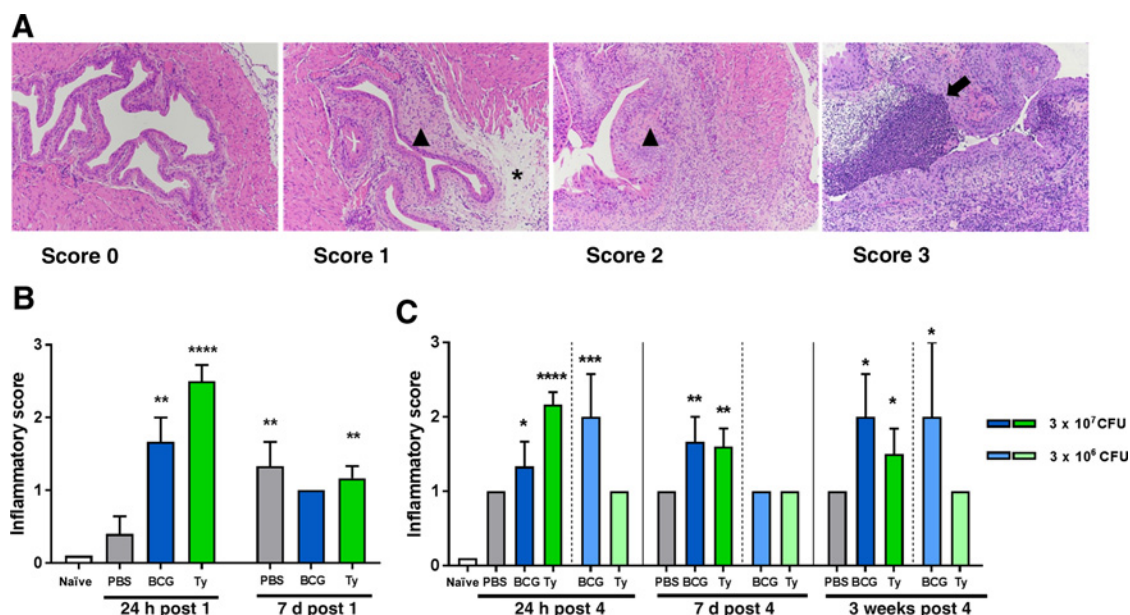 A
*
Score 0 Score 1 Score 2 Score 3
B
Inflammatory score
3
2
1
0
** **** ** **
Naïve PBS BCG Ty PBS BCG Ty
24 h post 1 7 d post 1
C
Inflammatory score
3
2
1
0
* **** *** ** ** * * *
Naïve PBS BCG Ty BCG Ty PBS BCG Ty BCG Ty PBS BCG Ty BCG Ty
24 h post 4 7 d post 4 3 weeks post 4
3 x 10⁷ CFU
3 x 10⁶ CFU